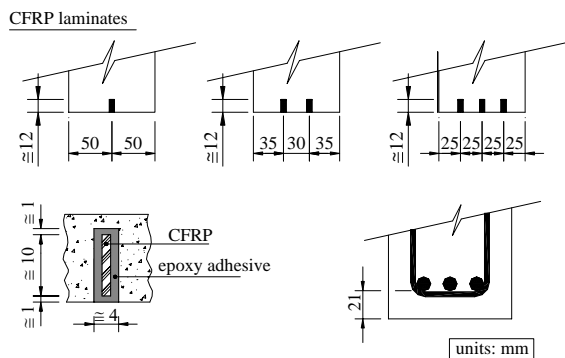 CFRP laminates
≅12
50 50
≅12
35 30 35
≅12
25 25 25 25
≅1
≅10
≅1
≅4
CFRP
epoxy adhesive
21
units: mm